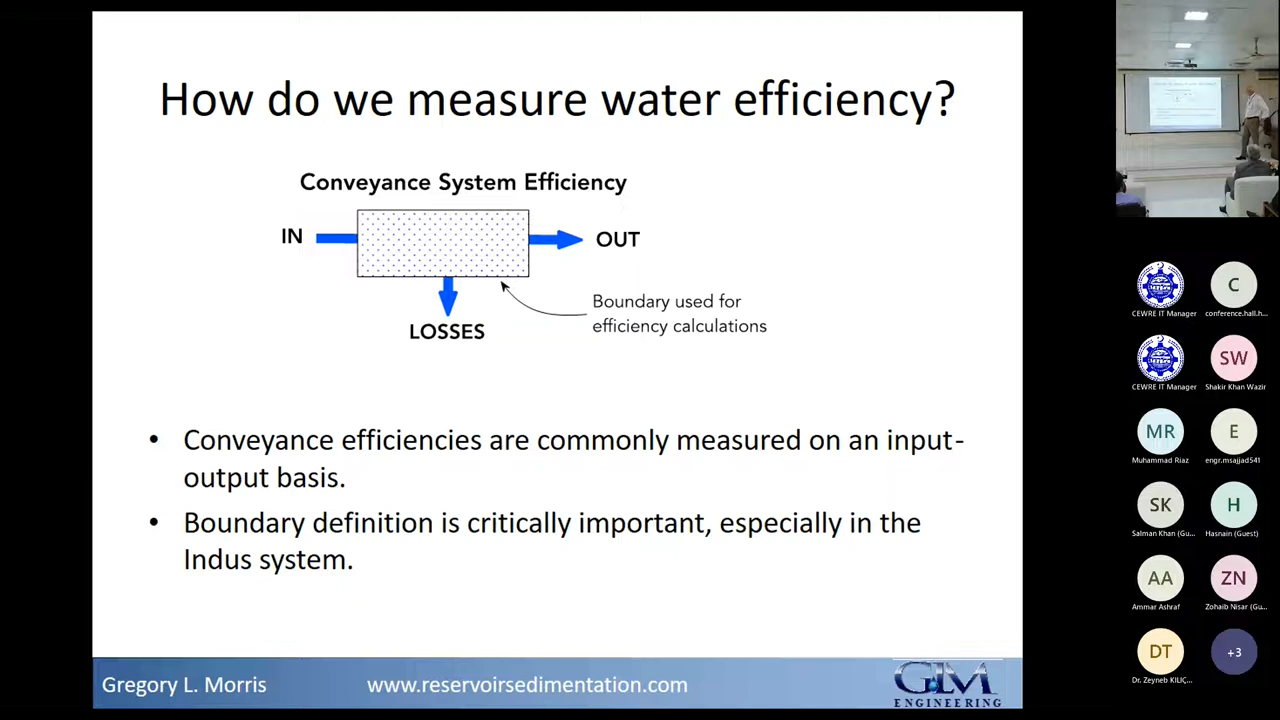 How do we measure water efficiency?
Conveyance System Efficiency
IN
OUT
LOSSES
Boundary used for
efficiency calculations
• Conveyance efficiencies are commonly measured on an input-
output basis.
• Boundary definition is critically important, especially in the
Indus system.
Gregory L. Morris
www.reservoirsedimentation.com
GLM
ENGINEERING
CEWRE IT Manager
C
conference.hall.h...
CEWRE IT Manager
SW
Shakir Khan Wazir
MR
Muhammad Riaz
E
engr.msajjad541
SK
Salman Khan (Gu...
H
Hasnain (Guest)
AA
Ammar Ashraf
ZN
Zohaib Nisar (Gu...
DT
Dr. Zeyneb KILIÇ...
+3